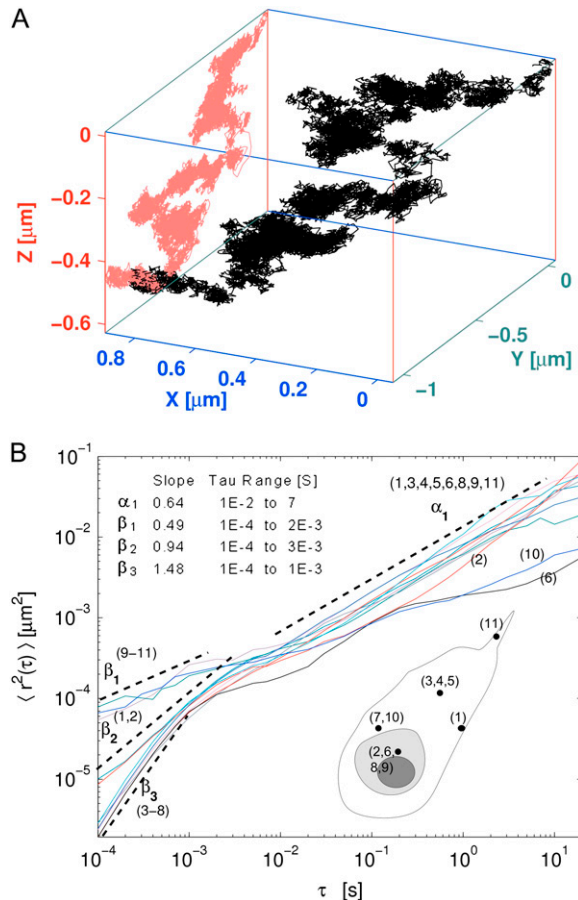 A
0
-0.2
-0.4
-0.6
Z [μm]
0.8
0.6
0.4
0.2
0
X [μm]
-1
-0.5
0
Y [μm]
B
10⁻¹
10⁻²
10⁻³
10⁻⁴
10⁻⁵
⟨ r²(τ) ⟩ [μm²]
Slope Tau Range [S]
α₁ 0.64 1E-2 to 7
β₁ 0.49 1E-4 to 2E-3
β₂ 0.94 1E-4 to 3E-3
β₃ 1.48 1E-4 to 1E-3
(1,3,4,5,6,8,9,11)
α₁
(2)
(10)
(6)
(9–11)
β₁
(1,2)
β₂
β₃
(3–8)
(11)
(3,4,5)
(7,10)
(1)
(2,6,
8,9)
10⁻⁴
10⁻³
10⁻²
10⁻¹
10⁰
10¹
τ [s]